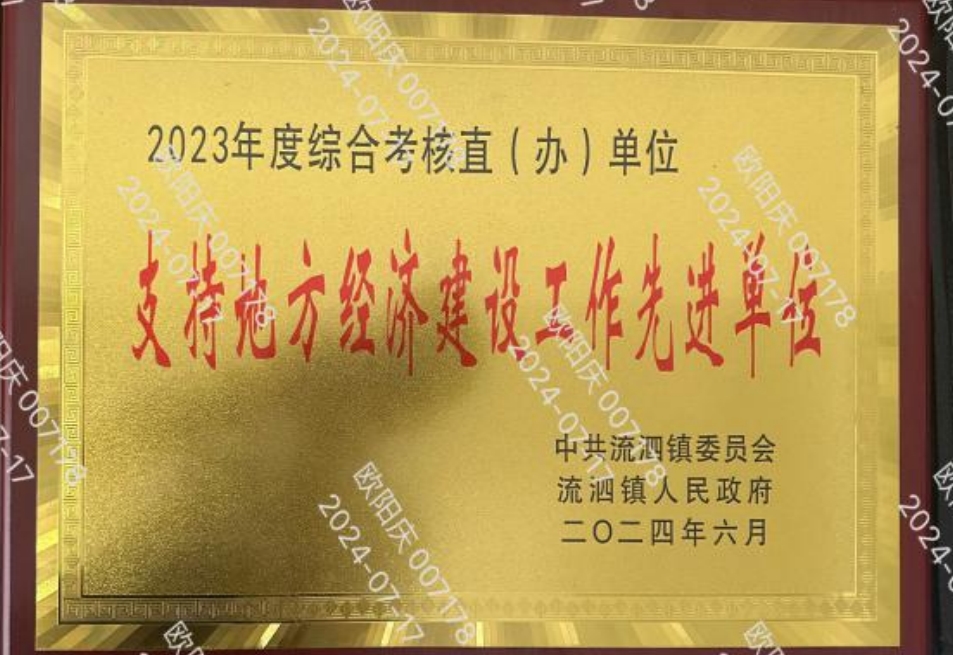 2023年度综合考核直(办)单位
支持地方经济建设工作先进单位
中共流泗镇委员会
流泗镇人民政府
二〇二四年六月
欧阳庆 007178
2024-07-17